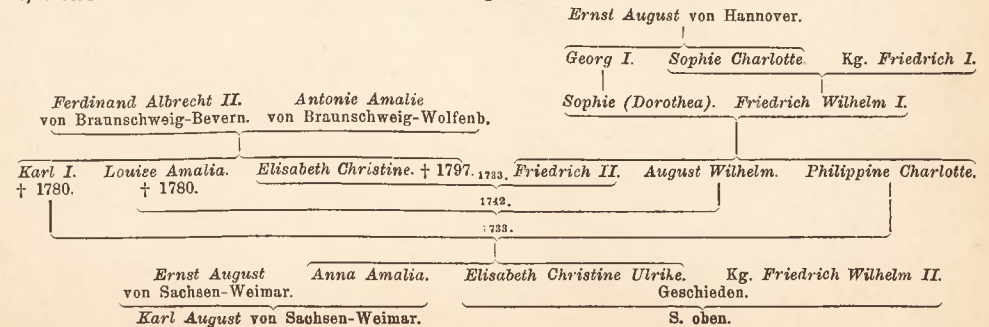 Ernst August von Hannover.
Georg I. Sophie Charlotte. Kg. Friedrich I.
Ferdinand Albrecht II. Antonie Amalie Sophie (Dorothea). Friedrich Wilhelm I.
von Braunschweig-Bevern. von Braunschweig-Wolfenb.
Karl I. Louise Amalia. Elisabeth Christine. † 1797. 1733. Friedrich II. August Wilhelm. Philippine Charlotte.
† 1780. † 1780.
1742.
1733.
Ernst August Anna Amalia. Elisabeth Christine Ulrike. Kg. Friedrich Wilhelm II.
von Sachsen-Weimar. Geschieden.
Karl August von Sachsen-Weimar. S. oben.